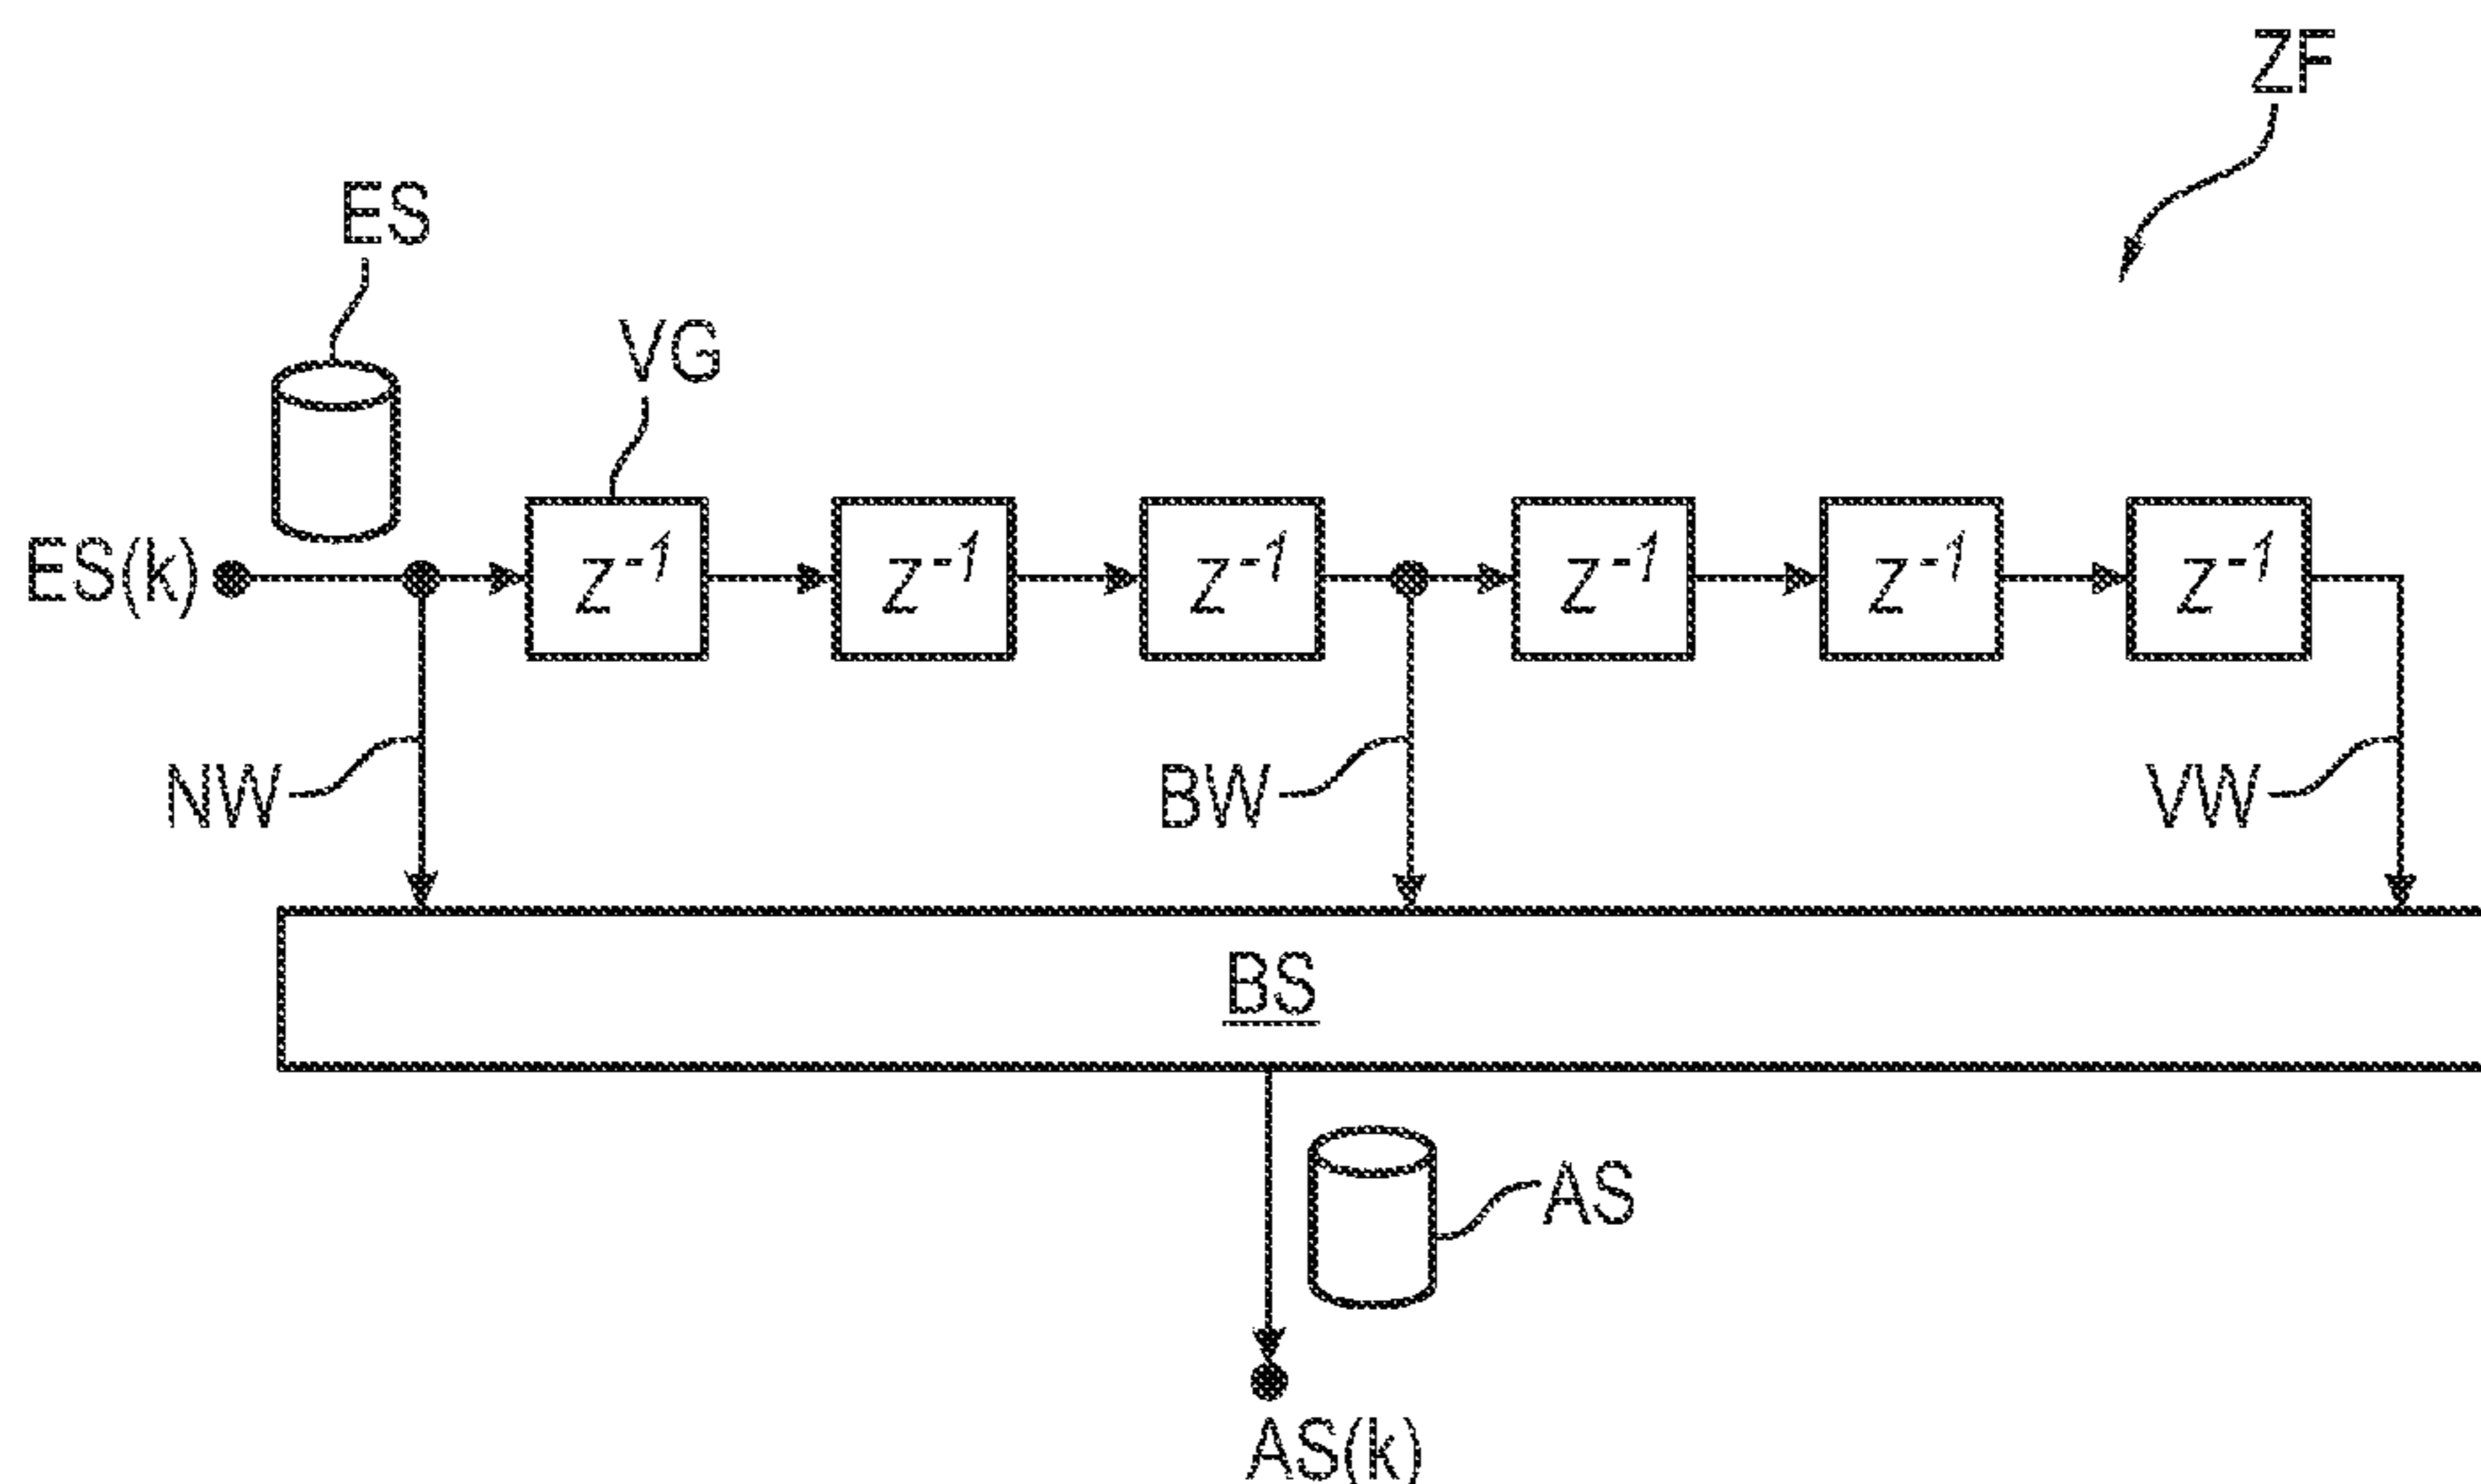 ZF
ES
VG
ES(k) z⁻¹ z⁻¹ z⁻¹ z⁻¹ z⁻¹ z⁻¹
NW BW VW
BS
AS
AS(k)